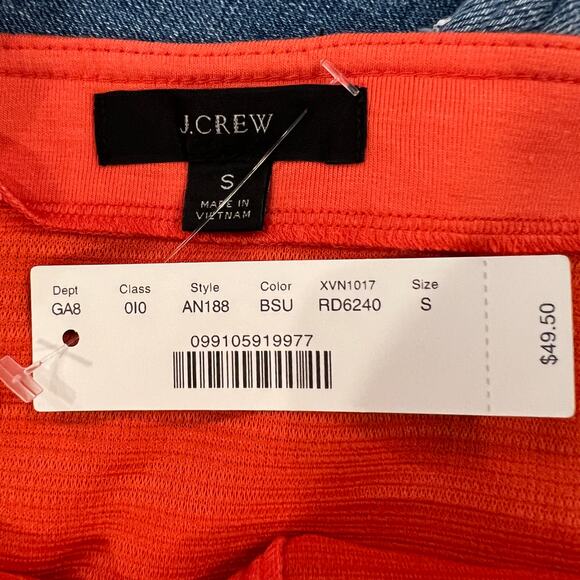 J.CREW
S
MADE IN
VIETNAM
Dept Class Style Color XVN1017 Size
GA8 0I0 AN188 BSU RD6240 S
099105919977
$49.50